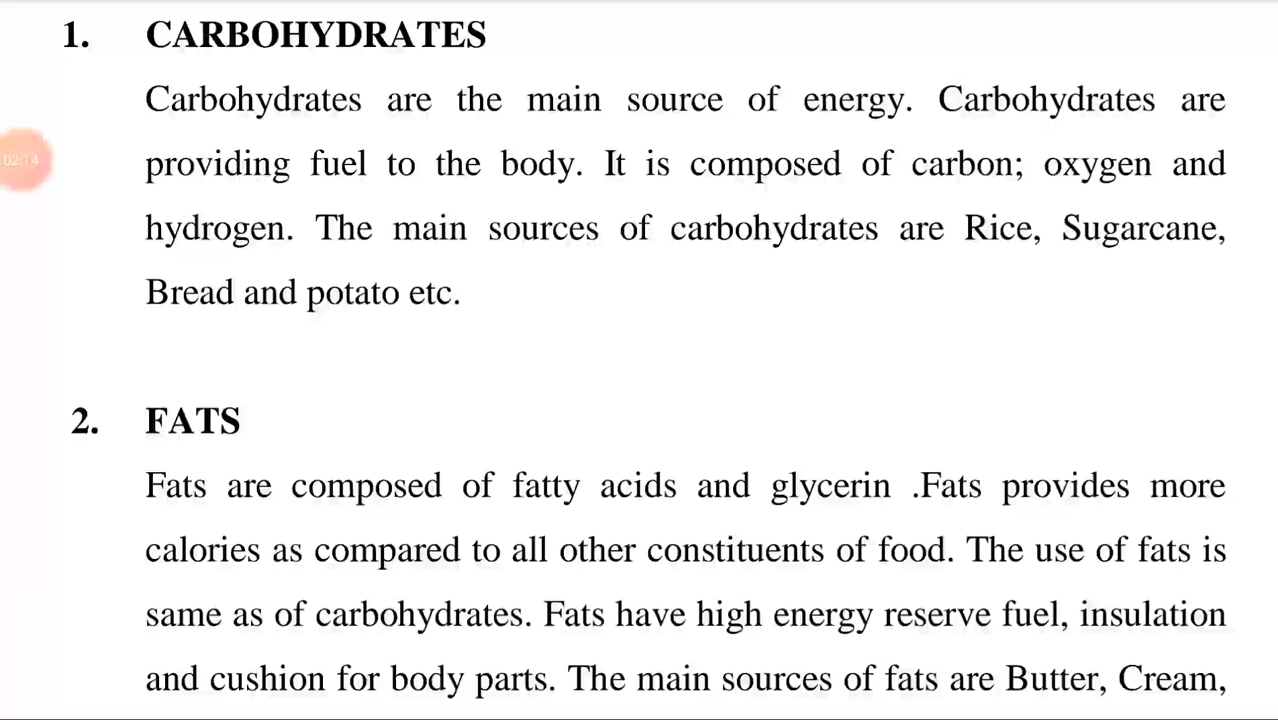 1. CARBOHYDRATES
Carbohydrates are the main source of energy. Carbohydrates are
providing fuel to the body. It is composed of carbon; oxygen and
hydrogen. The main sources of carbohydrates are Rice, Sugarcane,
Bread and potato etc.
02:14
2. FATS
Fats are composed of fatty acids and glycerin .Fats provides more
calories as compared to all other constituents of food. The use of fats is
same as of carbohydrates. Fats have high energy reserve fuel, insulation
and cushion for body parts. The main sources of fats are Butter, Cream,